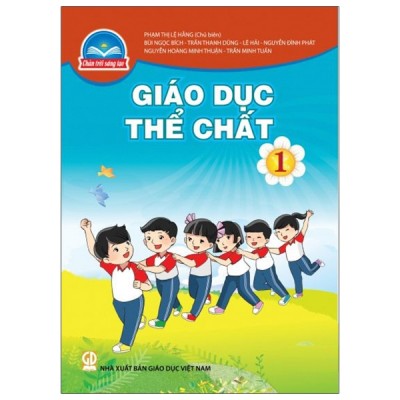 PHẠM THỊ LỆ HẰNG (Chủ biên)
BÙI NGỌC BÍCH - TRẦN THANH DŨNG - LÊ HẢI - NGUYỄN ĐÌNH PHÁT
NGUYỄN HOÀNG MINH THUẬN - TRẦN MINH TUẤN
Chân trời sáng tạo
GIÁO DỤC
THỂ CHẤT
1
NHÀ XUẤT BẢN GIÁO DỤC VIỆT NAM